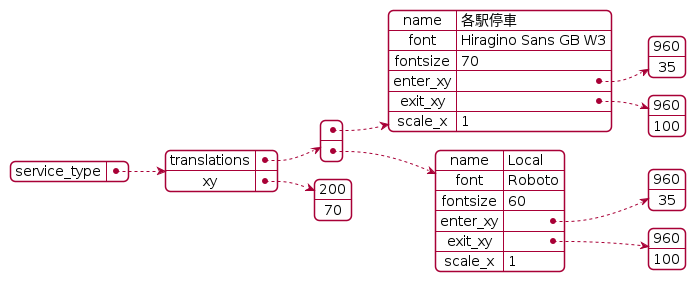 service_type
translations
xy
200
70
name 各駅停車
font Hiragino Sans GB W3
fontsize 70
enter_xy
exit_xy
scale_x 1
960
35
960
100
name Local
font Roboto
fontsize 60
enter_xy
exit_xy
scale_x 1
960
35
960
100